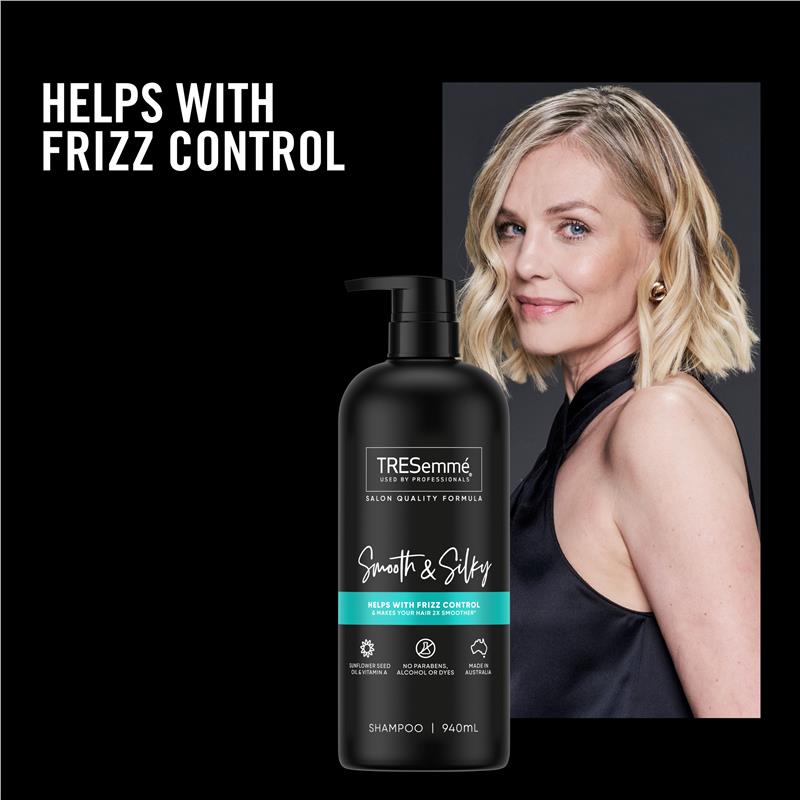 HELPS WITH
FRIZZ CONTROL
TRESemmé
USED BY PROFESSIONALS
SALON QUALITY FORMULA
Smooth & Silky
HELPS WITH FRIZZ CONTROL
& MAKES YOUR HAIR 2X SMOOTHER*
SUNFLOWER SEED
OIL & VITAMIN A
NO PARABENS,
ALCOHOL OR DYES
MADE IN
AUSTRALIA
SHAMPOO | 940mL